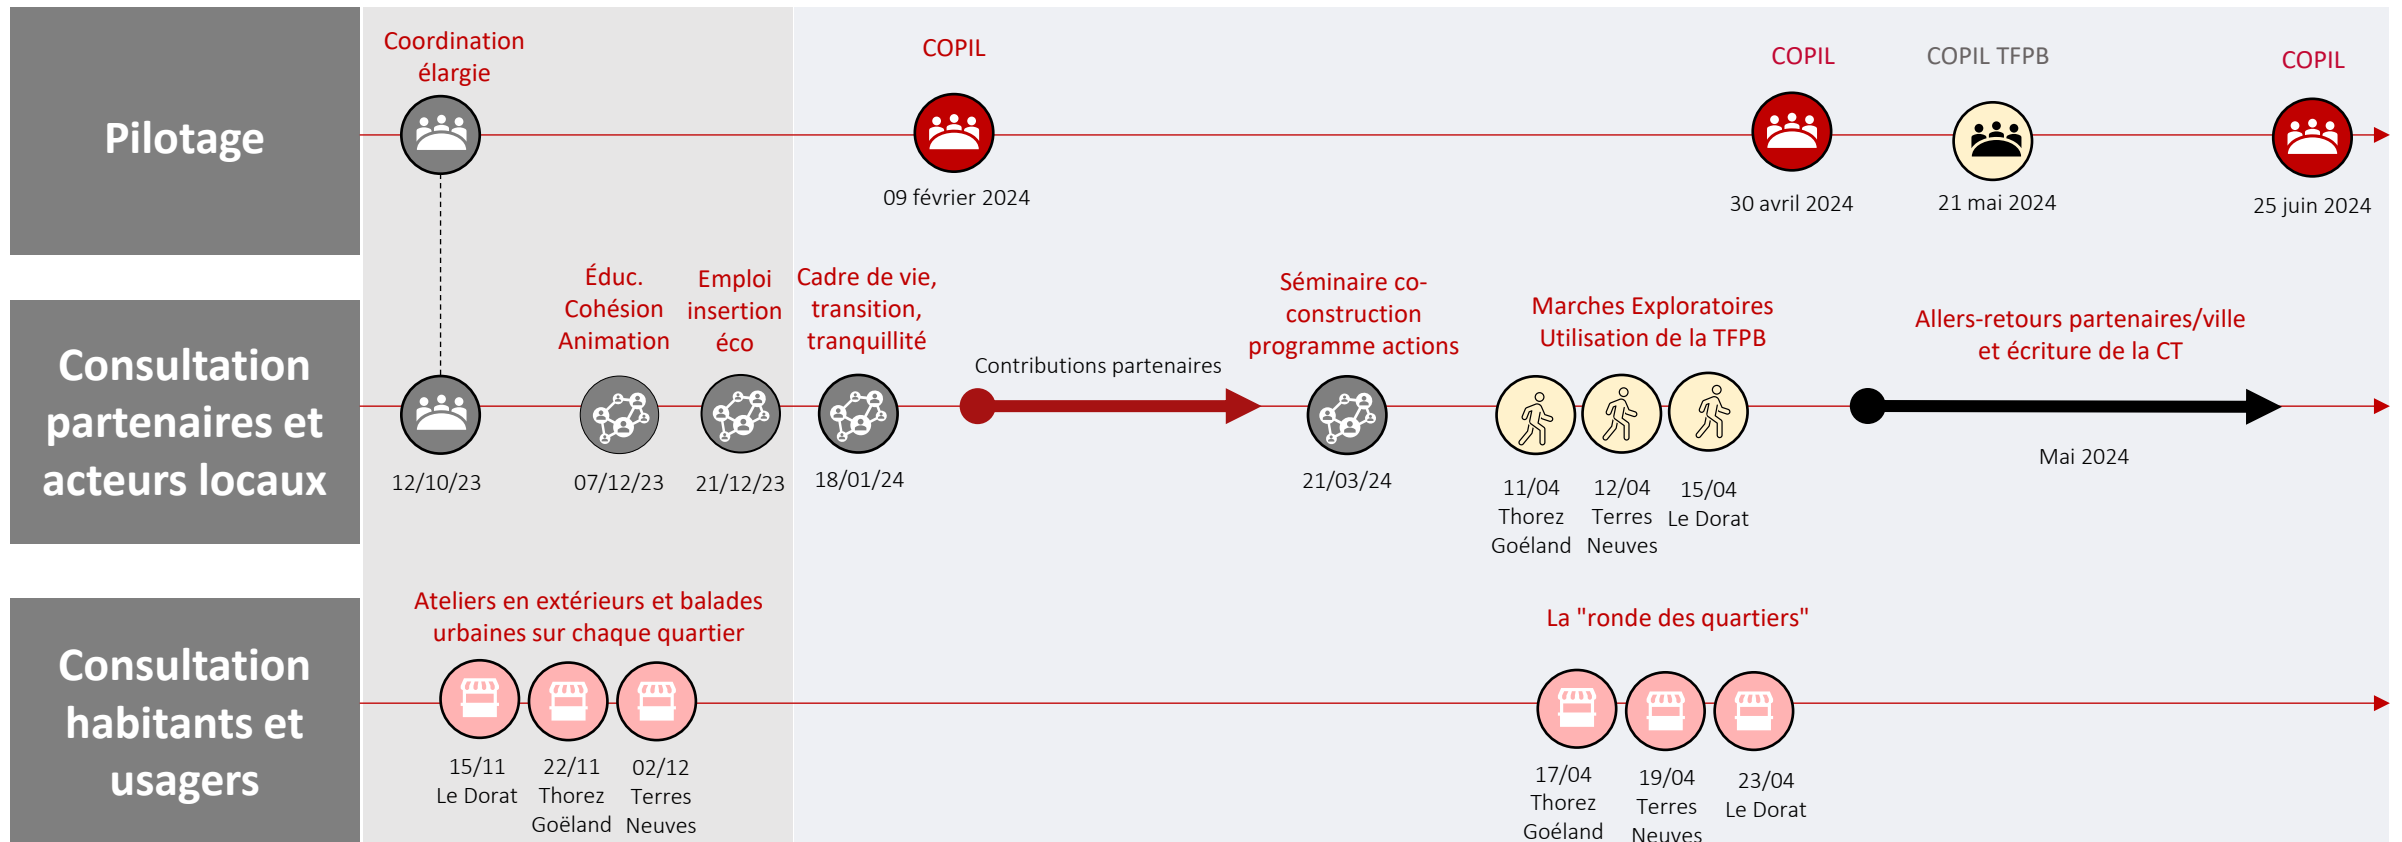 Pilotage
Coordination
élargie
COPIL
09 février 2024
COPIL
30 avril 2024
COPIL TFPB
21 mai 2024
COPIL
25 juin 2024
Consultation
partenaires et
acteurs locaux
12/10/23
Éduc.
Cohésion
Animation
07/12/23
Emploi
insertion
éco
21/12/23
Cadre de vie,
transition,
tranquillité
18/01/24
Contributions partenaires
Séminaire co-
construction
programme actions
21/03/24
Marches Exploratoires
Utilisation de la TFPB
11/04
Thorez
Goéland
12/04
Terres
Neuves
15/04
Le Dorat
Allers-retours partenaires/ville
et écriture de la CT
Mai 2024
Consultation
habitants et
usagers
Ateliers en extérieurs et balades
urbaines sur chaque quartier
15/11
Le Dorat
22/11
Thorez
Goëland
02/12
Terres
Neuves
La "ronde des quartiers"
17/04
Thorez
Goéland
19/04
Terres
Neuves
23/04
Le Dorat